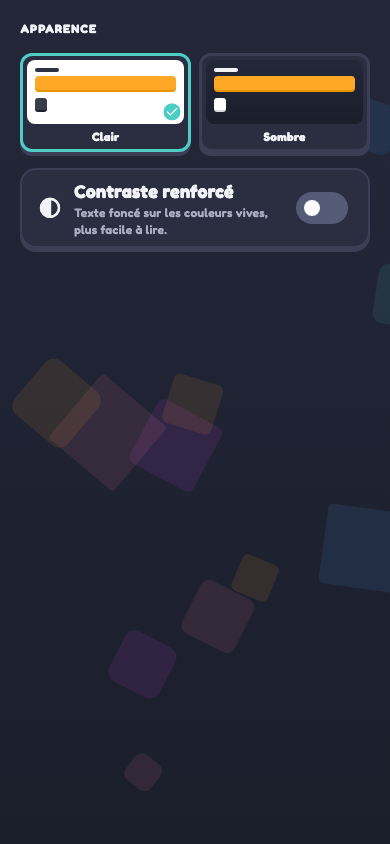 APPARENCE
Clair
Sombre
Contraste renforcé
Texte foncé sur les couleurs vives,
plus facile à lire.